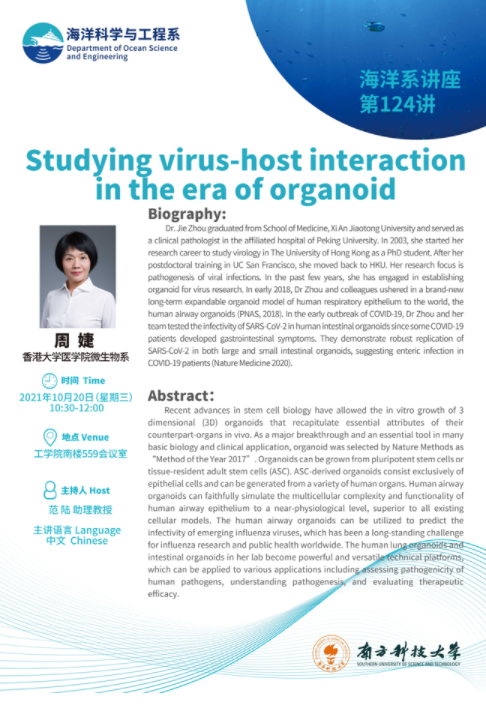 海洋科学与工程系
Department of Ocean Science
and Engineering
海洋系讲座
第124讲
Studying virus-host interaction
in the era of organoid
周 婕
香港大学医学院微生物系
时间 Time
2021年10月20日(星期三)
10:30-12:00
地点 Venue
工学院南楼559会议室
主持人 Host
范 陆 助理教授
主讲语言 Language
中文 Chinese
Biography:
Dr. Jie Zhou graduated from School of Medicine, Xi An Jiaotong University and served as
a clinical pathologist in the affiliated hospital of Peking University. In 2003, she started her
research career to study virology in The University of Hong Kong as a PhD student. After her
postdoctoral training in UC San Francisco, she moved back to HKU. Her research focus is
pathogenesis of viral infections. In the past few years, she has engaged in establishing
organoid for virus research. In early 2018, Dr Zhou and colleagues ushered in a brand-new
long-term expandable organoid model of human respiratory epithelium to the world, the
human airway organoids (PNAS, 2018). In the early outbreak of COVID-19, Dr Zhou and her
team tested the infectivity of SARS-CoV-2 in human intestinal organoids since some COVID-19
patients developed gastrointestinal symptoms. They demonstrate robust replication of
SARS-CoV-2 in both large and small intestinal organoids, suggesting enteric infection in
COVID-19 patients (Nature Medicine 2020).
Abstract:
Recent advances in stem cell biology have allowed the in vitro growth of 3
dimensional (3D) organoids that recapitulate essential attributes of their
counterpart-organs in vivo. As a major breakthrough and an essential tool in many
basic biology and clinical application, organoid was selected by Nature Methods as
“Method of the Year 2017”. Organoids can be grown from pluripotent stem cells or
tissue-resident adult stem cells (ASC). ASC-derived organoids consist exclusively of
epithelial cells and can be generated from a variety of human organs. Human airway
organoids can faithfully simulate the multicellular complexity and functionality of
human airway epithelium to a near-physiological level, superior to all existing
cellular models. The human airway organoids can be utilized to predict the
infectivity of emerging influenza viruses, which has been a long-standing challenge
for influenza research and public health worldwide. The human lung organoids and
intestinal organoids in her lab become powerful and versatile technical platforms,
which can be applied to various applications including assessing pathogenicity of
human pathogens, understanding pathogenesis, and evaluating therapeutic
efficacy.
南方科技大学
SOUTHERN UNIVERSITY OF SCIENCE AND TECHNOLOGY